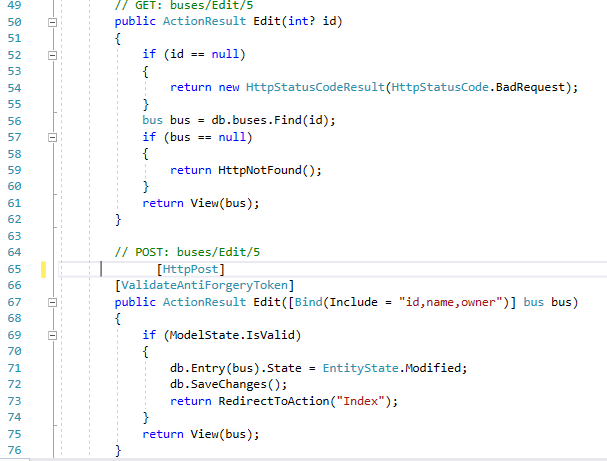 49 // GET: buses/Edit/5
50 public ActionResult Edit(int? id)
51 {
52 if (id == null)
53 {
54 return new HttpStatusCodeResult(HttpStatusCode.BadRequest);
55 }
56 bus bus = db.buses.Find(id);
57 if (bus == null)
58 {
59 return HttpNotFound();
60 }
61 return View(bus);
62 }
63
64 // POST: buses/Edit/5
65 [HttpPost]
66 [ValidateAntiForgeryToken]
67 public ActionResult Edit([Bind(Include = "id,name,owner")] bus bus)
68 {
69 if (ModelState.IsValid)
70 {
71 db.Entry(bus).State = EntityState.Modified;
72 db.SaveChanges();
73 return RedirectToAction("Index");
74 }
75 return View(bus);
76 }